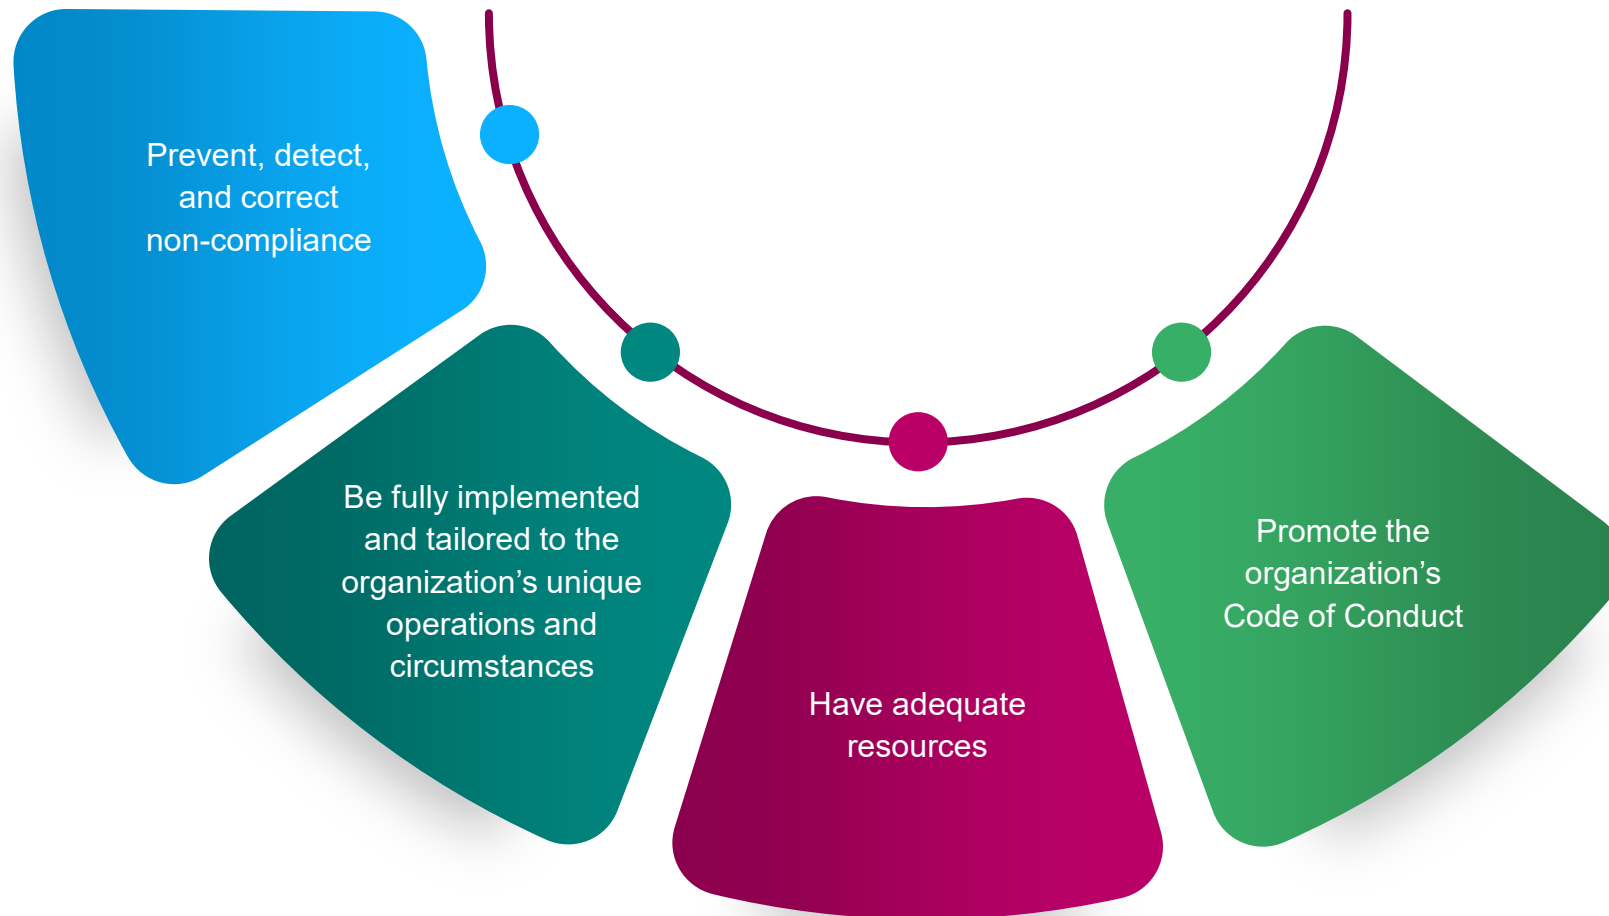 Prevent, detect,
and correct
non-compliance
Be fully implemented
and tailored to the
organization’s unique
operations and
circumstances
Have adequate
resources
Promote the
organization’s
Code of Conduct